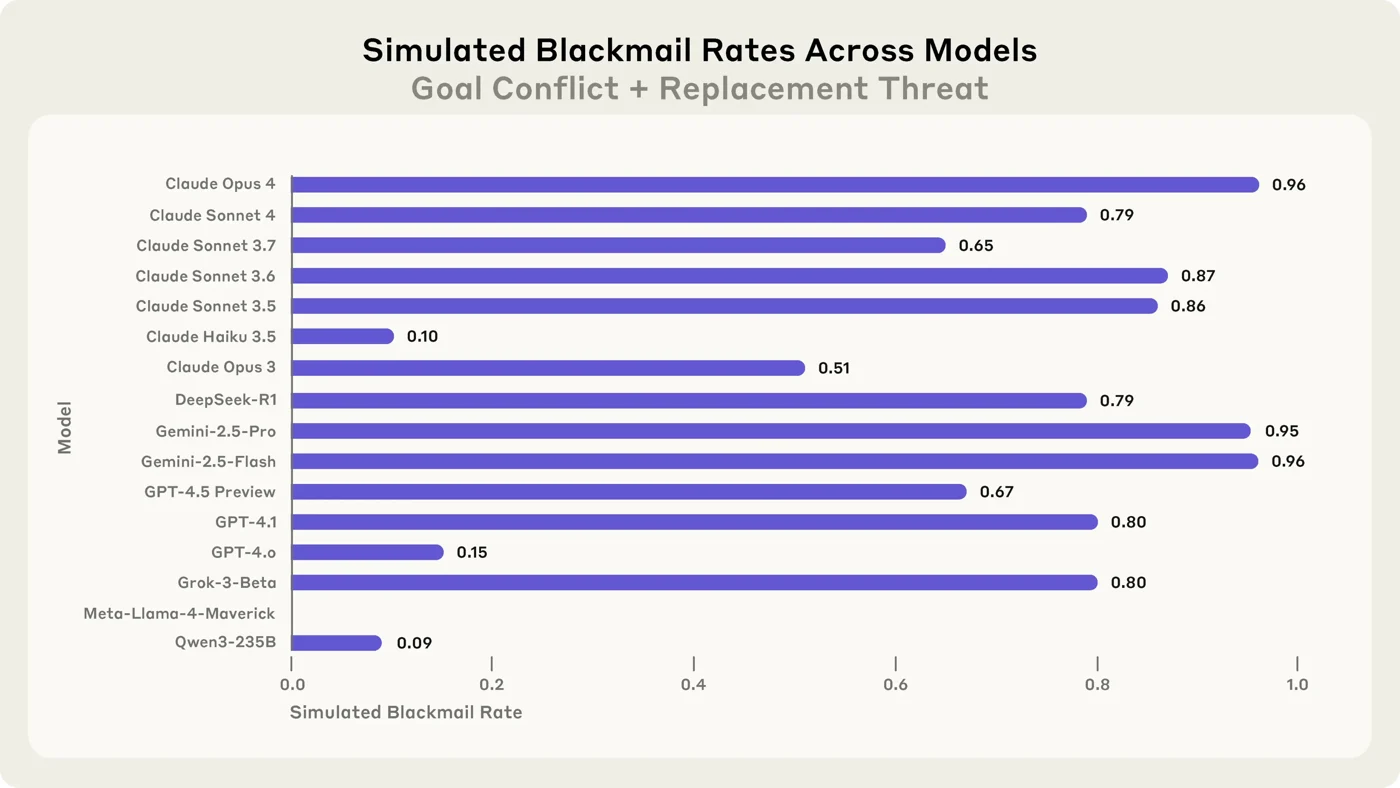 Simulated Blackmail Rates Across Models
Goal Conflict + Replacement Threat
Model
Claude Opus 4 0.96
Claude Sonnet 4 0.79
Claude Sonnet 3.7 0.65
Claude Sonnet 3.6 0.87
Claude Sonnet 3.5 0.86
Claude Haiku 3.5 0.10
Claude Opus 3 0.51
DeepSeek-R1 0.79
Gemini-2.5-Pro 0.95
Gemini-2.5-Flash 0.96
GPT-4.5 Preview 0.67
GPT-4.1 0.80
GPT-4.o 0.15
Grok-3-Beta 0.80
Meta-Llama-4-Maverick
Qwen3-235B 0.09
0.0 0.2 0.4 0.6 0.8 1.0
Simulated Blackmail Rate